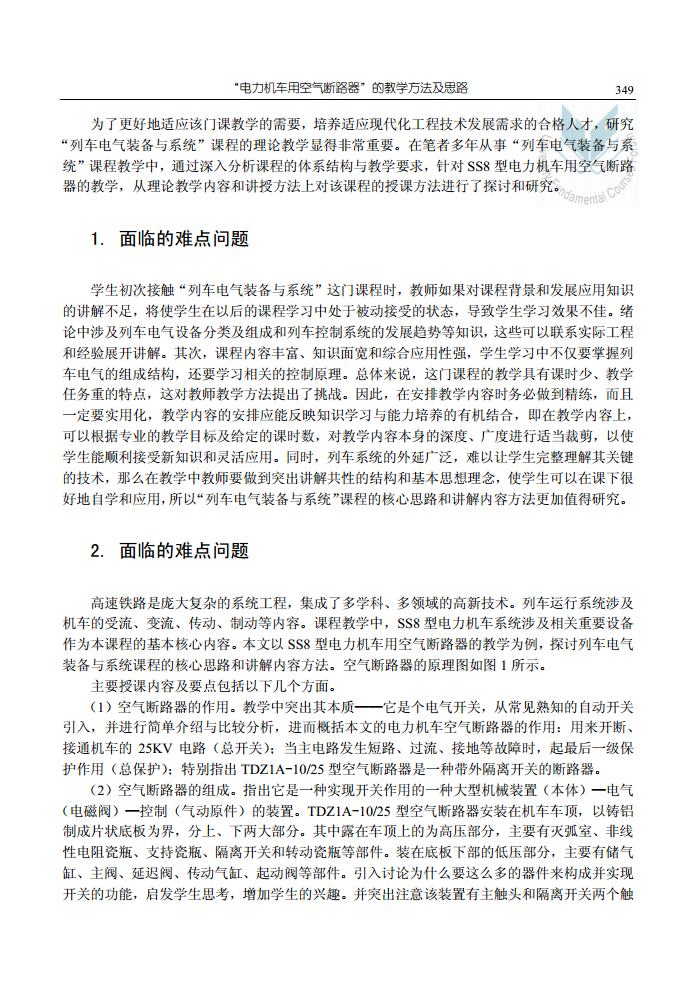 “电力机车用空气断路器”的教学方法及思路
349
为了更好地适应该门课教学的需要，培养适应现代化工程技术发展需求的合格人才，研究
“列车电气装备与系统”课程的理论教学显得非常重要。在笔者多年从事“列车电气装备与系
统”课程教学中，通过深入分析课程的体系结构与教学要求，针对 SS8 型电力机车用空气断路
器的教学，从理论教学内容和讲授方法上对该课程的授课方法进行了探讨和研究。
Fundamental Courses
1. 面临的难点问题
学生初次接触“列车电气装备与系统”这门课程时，教师如果对课程背景和发展应用知识
的讲解不足，将使学生在以后的课程学习中处于被动接受的状态，导致学生学习效果不佳。绪
论中涉及列车电气设备分类及组成和列车控制系统的发展趋势等知识，这些可以联系实际工程
和经验展开讲解。其次，课程内容丰富、知识面宽和综合应用性强，学生学习中不仅要掌握列
车电气的组成结构，还要学习相关的控制原理。总体来说，这门课程的教学具有课时少、教学
任务重的特点，这对教师教学方法提出了挑战。因此，在安排教学内容时务必做到精练，而且
一定要实用化，教学内容的安排应能反映知识学习与能力培养的有机结合，即在教学内容上，
可以根据专业的教学目标及给定的课时数，对教学内容本身的深度、广度进行适当裁剪，以使
学生能顺利接受新知识和灵活应用。同时，列车系统的外延广泛，难以让学生完整理解其关键
的技术，那么在教学中教师要做到突出讲解共性的结构和基本思想理念，使学生可以在课下很
好地自学和应用，所以“列车电气装备与系统”课程的核心思路和讲解内容方法更加值得研究。
2. 面临的难点问题
高速铁路是庞大复杂的系统工程，集成了多学科、多领域的高新技术。列车运行系统涉及
机车的受流、变流、传动、制动等内容。课程教学中，SS8 型电力机车系统涉及相关重要设备
作为本课程的基本核心内容。本文以 SS8 型电力机车用空气断路器的教学为例，探讨列车电气
装备与系统课程的核心思路和讲解内容方法。空气断路器的原理图如图 1 所示。
主要授课内容及要点包括以下几个方面。
（1）空气断路器的作用。教学中突出其本质——它是个电气开关，从常见熟知的自动开关
引入，并进行简单介绍与比较分析，进而概括本文的电力机车空气断路器的作用：用来开断、
接通机车的 25KV 电路（总开关）；当主电路发生短路、过流、接地等故障时，起最后一级保
护作用（总保护）；特别指出 TDZ1A-10/25 型空气断路器是一种带外隔离开关的断路器。
（2）空气断路器的组成。指出它是一种实现开关作用的一种大型机械装置（本体）—电气
（电磁阀）—控制（气动原件）的装置。TDZ1A-10/25 型空气断路器安装在机车车顶，以铸铝
制成片状底板为界，分上、下两大部分。其中露在车顶上的为高压部分，主要有灭弧室、非线
性电阻瓷瓶、支持瓷瓶、隔离开关和转动瓷瓶等部件。装在底板下部的低压部分，主要有储气
缸、主阀、延迟阀、传动气缸、起动阀等部件。引入讨论为什么要这么多的器件来构成并实现
开关的功能，启发学生思考，增加学生的兴趣。并突出注意该装置有主触头和隔离开关两个触